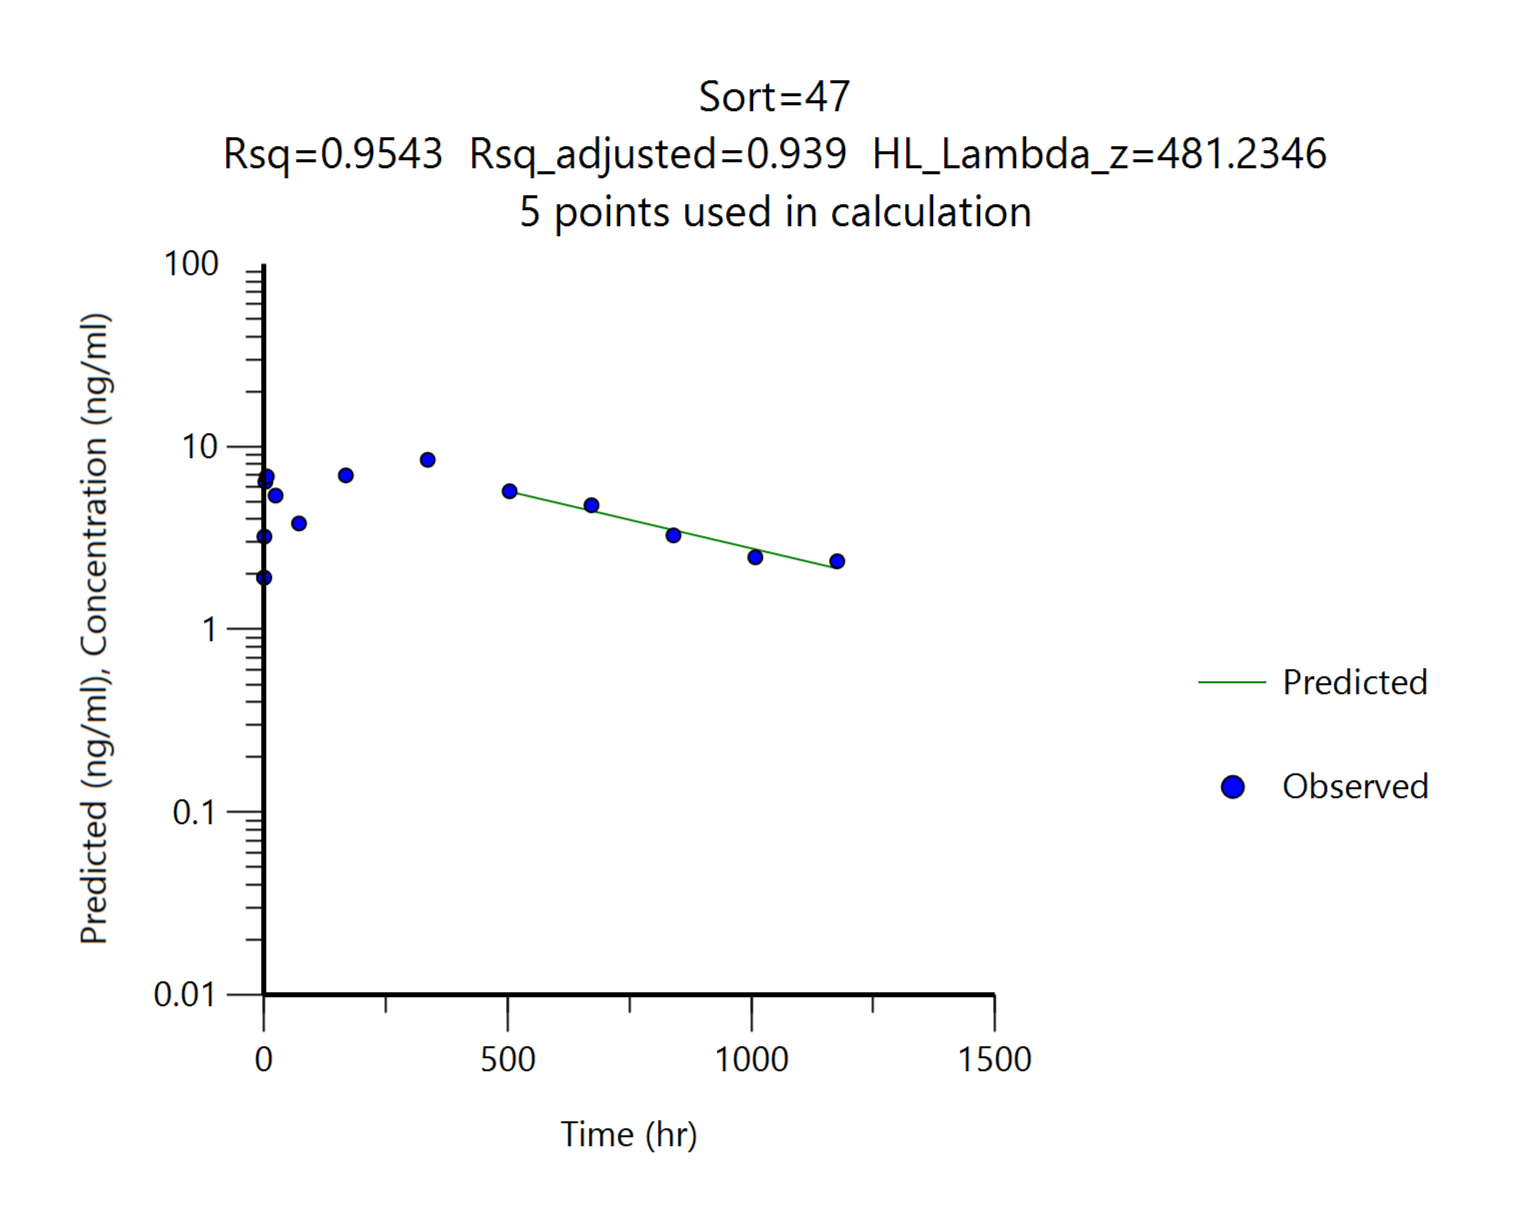 Sort=47
Rsq=0.9543 Rsq_adjusted=0.939 HL_Lambda_z=481.2346
5 points used in calculation
100
10
1
0.1
0.01
Predicted (ng/ml), Concentration (ng/ml)
0 500 1000 1500
Time (hr)
Predicted
Observed